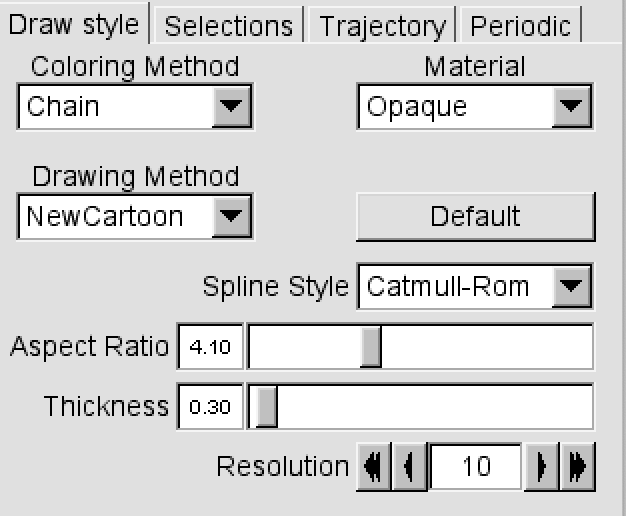 Draw style Selections Trajectory Periodic
Coloring Method Material
Chain Opaque
Drawing Method
NewCartoon Default
Spline Style Catmull-Rom
Aspect Ratio 4.10
Thickness 0.30
Resolution 10